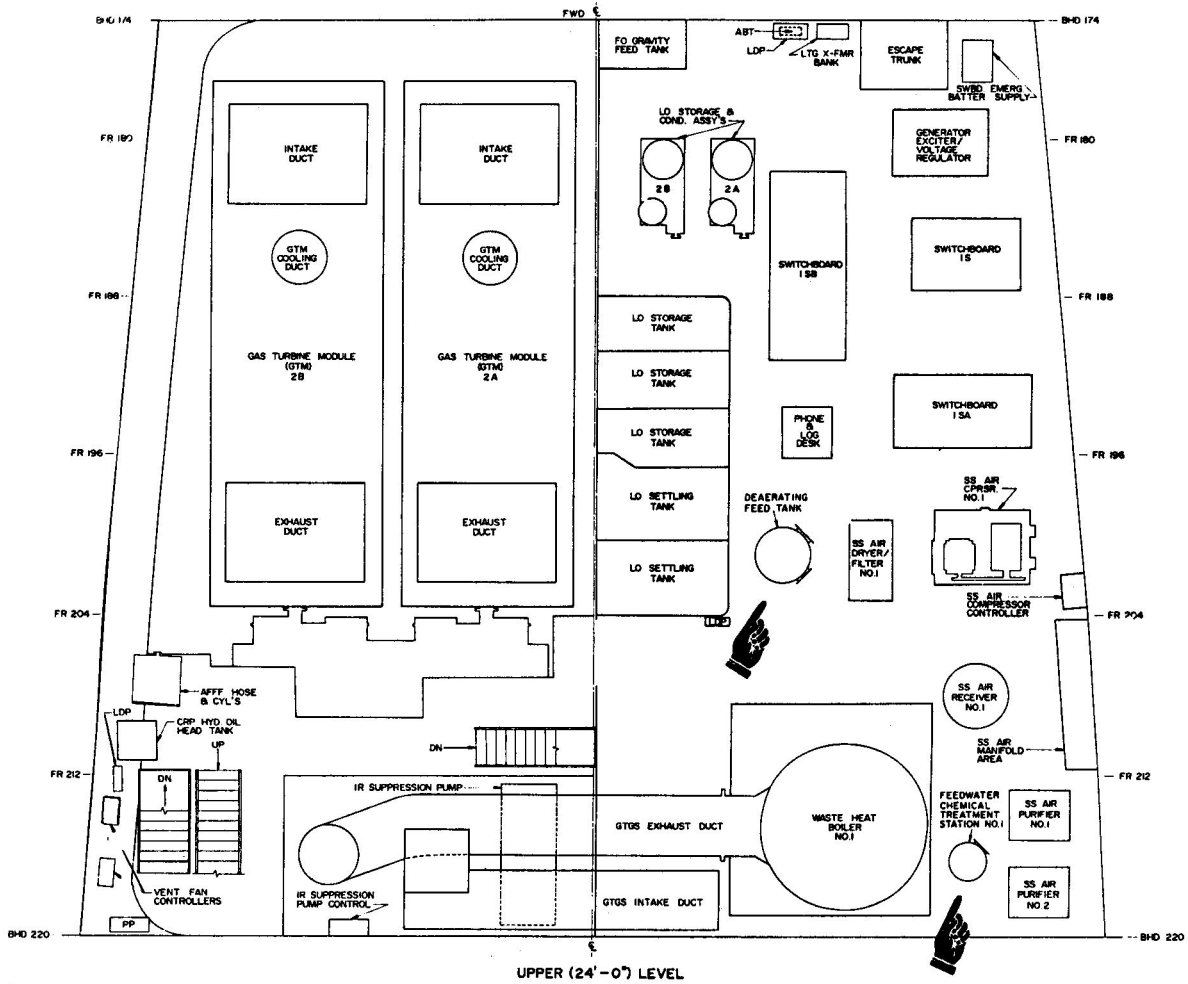 FWD
BHD 174
BHD 174
FO GRAVITY
FEED TANK
ABT
LDP
LTG X-FMR
BANK
ESCAPE
TRUNK
SWBD EMERG
BATTER SUPPLY
FR 180
FR 180
INTAKE
DUCT
INTAKE
DUCT
LO STORAGE &
COND. ASSY'S
2B
2A
GENERATOR
EXCITER/
VOLTAGE
REGULATOR
GTM
COOLING
DUCT
GTM
COOLING
DUCT
SWITCHBOARD
1SB
SWITCHBOARD
1S
FR 188
FR 188
LO STORAGE
TANK
GAS TURBINE MODULE
(GTM)
2B
GAS TURBINE MODULE
(GTM)
2A
LO STORAGE
TANK
SWITCHBOARD
1SA
LO STORAGE
TANK
PHONE
&
LOG
DESK
FR 196
FR 196
LO SETTLING
TANK
DEAERATING
FEED TANK
SS AIR
CPRSR.
NO.1
EXHAUST
DUCT
EXHAUST
DUCT
LO SETTLING
TANK
SS AIR
DRYER/
FILTER
NO.1
SS AIR
COMPRESSOR
CONTROLLER
FR 204
FR 204
LDP
AFFF HOSE
& CYL'S
SS AIR
RECEIVER
NO.1
LDP
CRP HYD OIL
HEAD TANK
UP
DN
SS AIR
MANIFOLD
AREA
FR 212
FR 212
DN
IR SUPPRESSION PUMP
FEEDWATER
CHEMICAL
TREATMENT
STATION NO.1
GTGS EXHAUST DUCT
WASTE HEAT
BOILER
NO.1
SS AIR
PURIFIER
NO.1
VENT FAN
CONTROLLERS
IR SUPPRESSION
PUMP CONTROL
GTGS INTAKE DUCT
SS AIR
PURIFIER
NO.2
PP
BHD 220
BHD 220
UPPER (24'-0") LEVEL